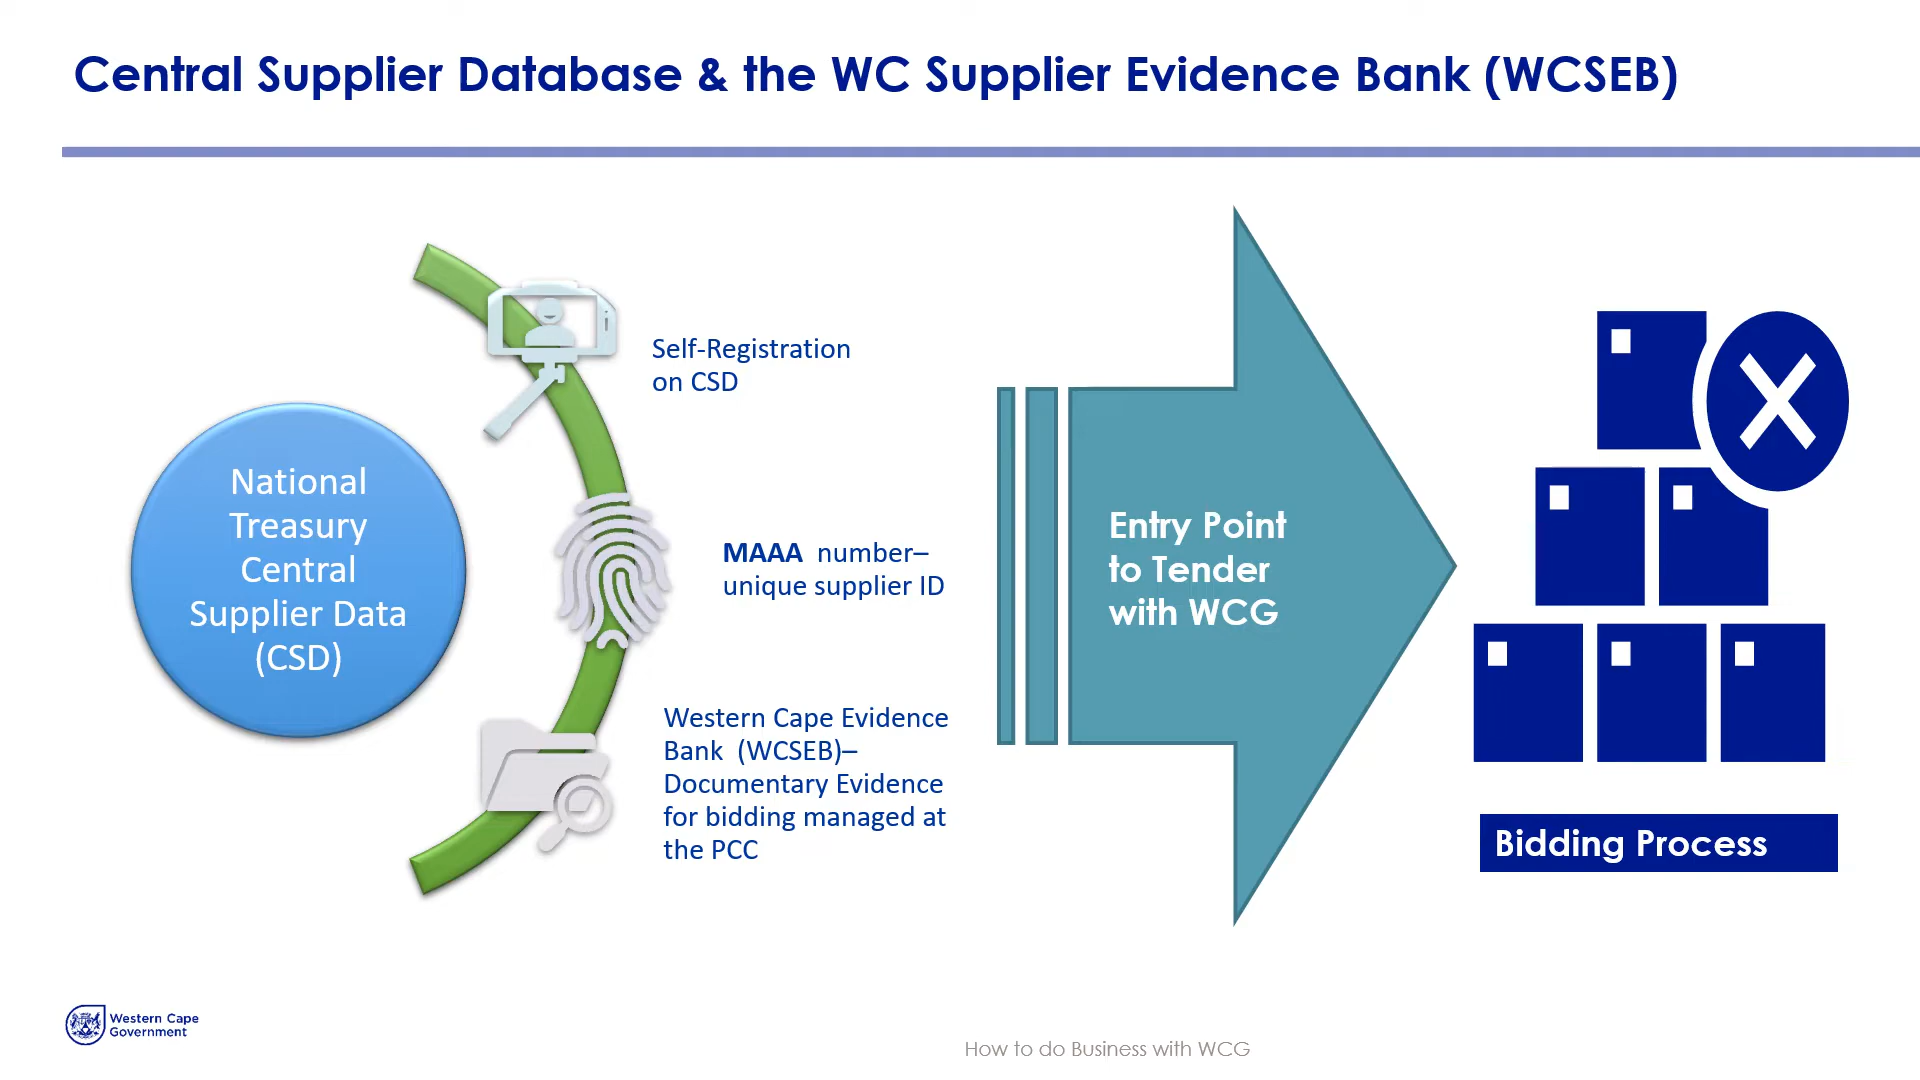 Central Supplier Database & the WC Supplier Evidence Bank (WCSEB)
National
Treasury
Central
Supplier Data
(CSD)
Self-Registration
on CSD
MAAA number–
unique supplier ID
Western Cape Evidence
Bank (WCSEB)–
Documentary Evidence
for bidding managed at
the PCC
Entry Point
to Tender
with WCG
X
Bidding Process
Western Cape
Government
How to do Business with WCG